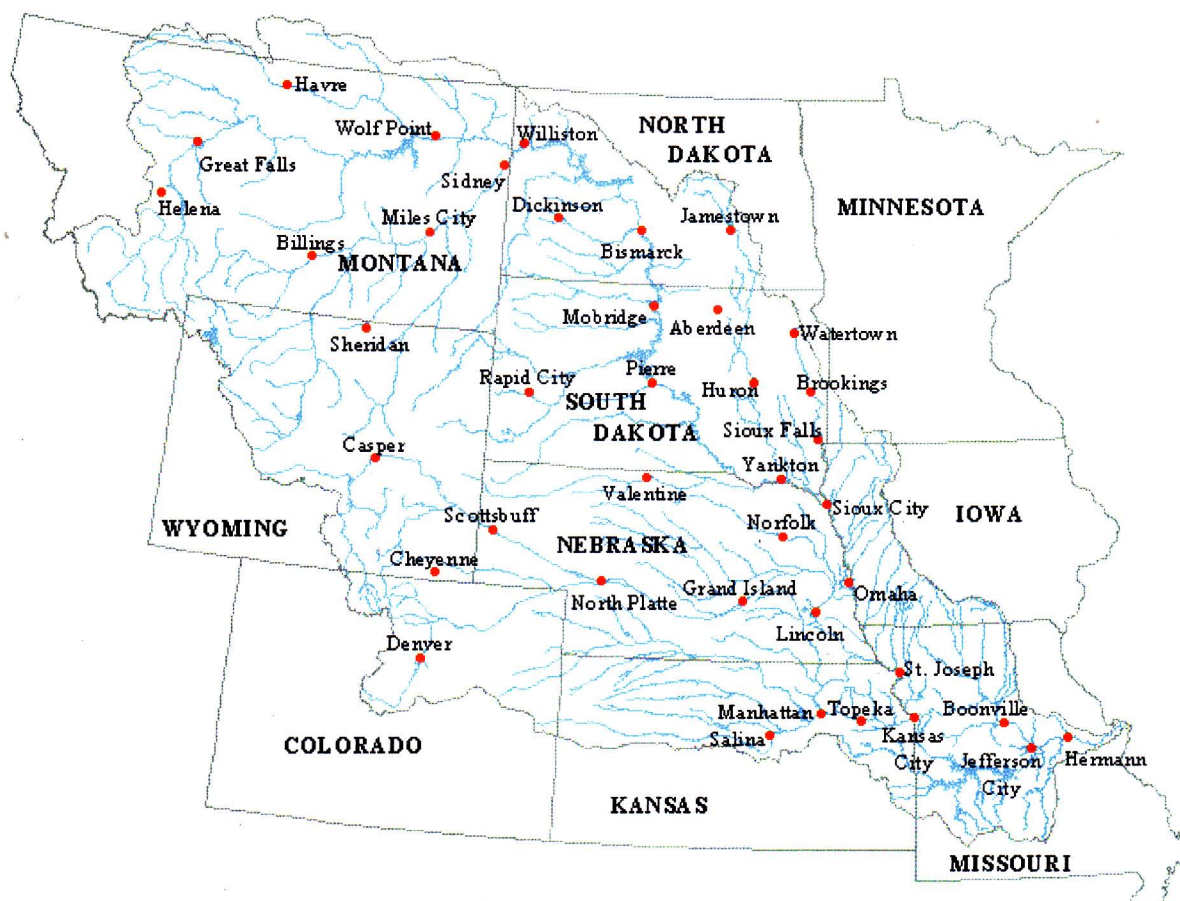 Havre
Wolf Point
Williston
NORTH
DAKOTA
Great Falls
Sidney
Helena
Miles City
Dickinson
Jamestown
MINNESOTA
Billings
MONTANA
Bismarck
Mobridge
Aberdeen
Watertown
Sheridan
Rapid City
Pierre
Huron
Brookings
SOUTH
DAKOTA
Sioux Falls
Casper
Yankton
Valentine
Sioux City
WYOMING
Scottsbuff
NEBRASKA
Norfolk
IOWA
Cheyenne
North Platte
Grand Island
Omaha
Lincoln
Denver
St. Joseph
COLORADO
Manhattan
Topeka
Boonville
Salina
Kansas
City
Jefferson
City
Hermann
KANSAS
MISSOURI